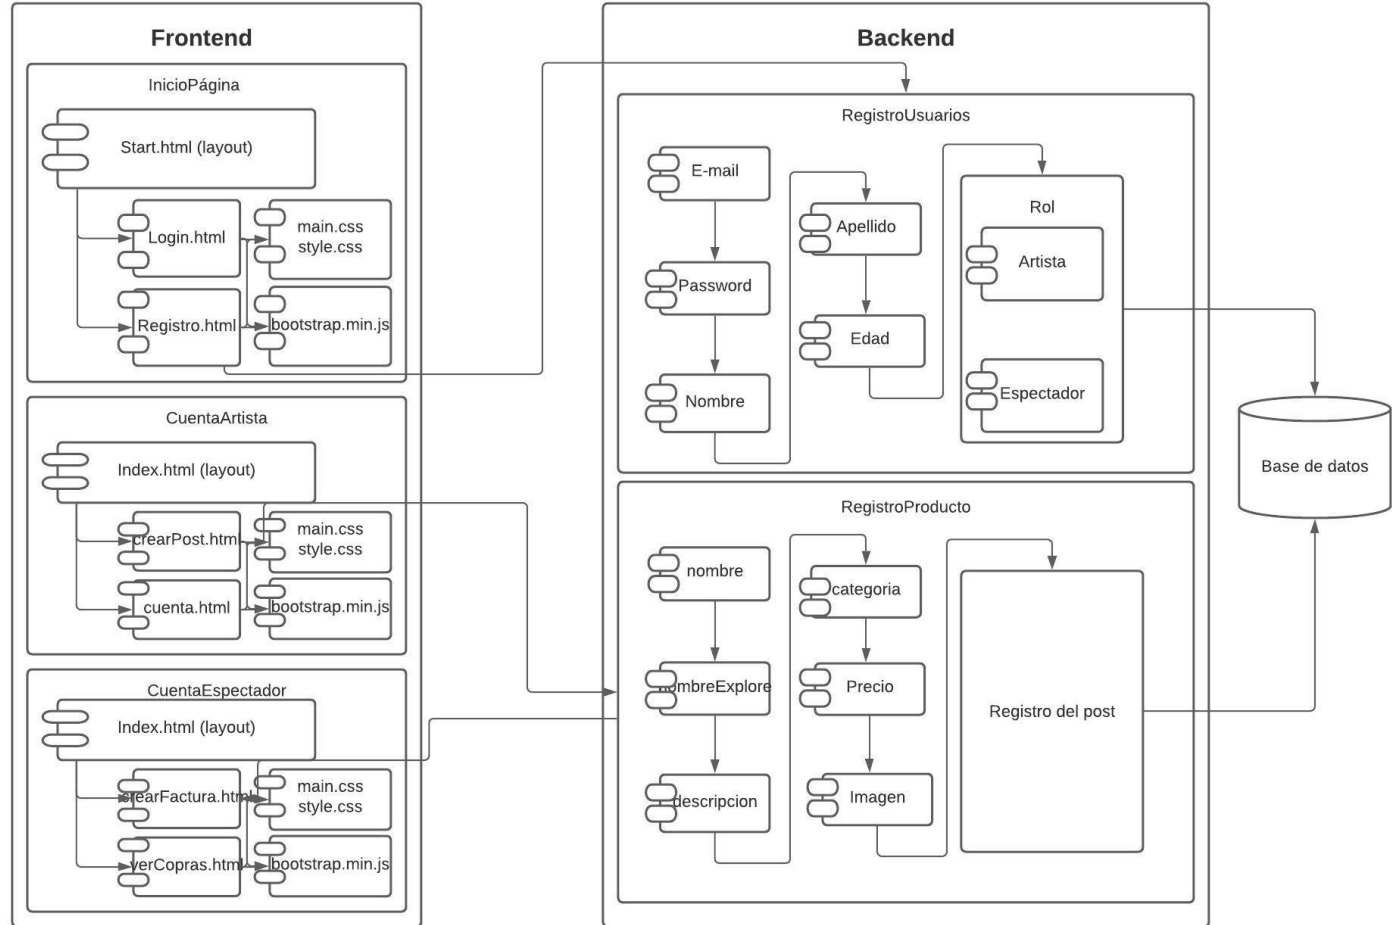 Frontend
InicioPágina
Start.html (layout)
Login.html
main.css
style.css
Registro.html
bootstrap.min.js
CuentaArtista
Index.html (layout)
crearPost.html
main.css
style.css
cuenta.html
bootstrap.min.js
CuentaEspectador
Index.html (layout)
crearFactura.html
main.css
style.css
verCopras.html
bootstrap.min.js
Backend
RegistroUsuarios
E-mail
Password
Nombre
Apellido
Edad
Rol
Artista
Espectador
RegistroProducto
nombre
nombreExplore
descripcion
categoria
Precio
Imagen
Registro del post
Base de datos